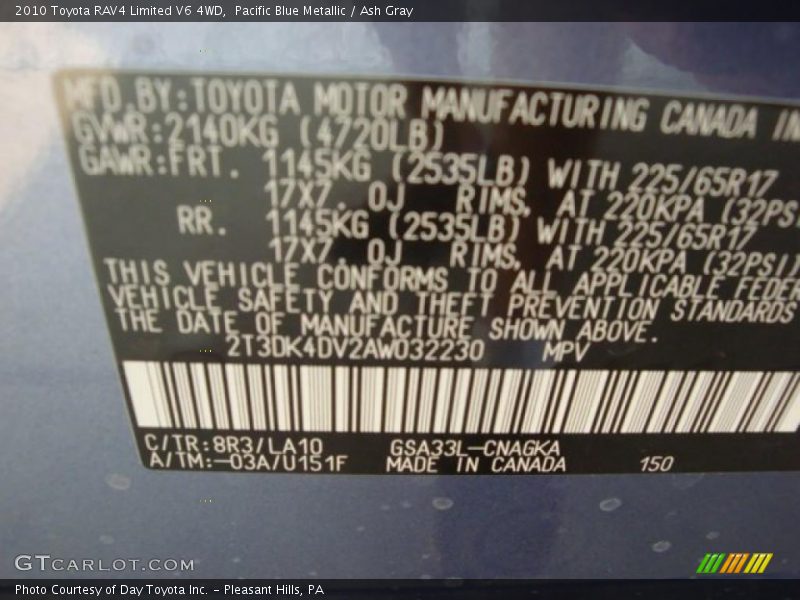 2010 Toyota RAV4 Limited V6 4WD, Pacific Blue Metallic / Ash Gray
MFD.BY:TOYOTA MOTOR MANUFACTURING CANADA IN
GVWR:2140KG (4720LB)
GAWR:FRT. 1145KG (2535LB) WITH 225/65R17
17X7.0J RIMS, AT 220KPA (32PSI
RR. 1145KG (2535LB) WITH 225/65R17
17X7.0J RIMS, AT 220KPA (32PSI)
THIS VEHICLE CONFORMS TO ALL APPLICABLE FEDER
VEHICLE SAFETY AND THEFT PREVENTION STANDARDS
THE DATE OF MANUFACTURE SHOWN ABOVE.
2T3DK4DV2AW032230 MPV
C/TR:8R3/LA10 GSA33L-CNAGKA
A/TM:-03A/U151F MADE IN CANADA 150
GTCARLOT.COM
Photo Courtesy of Day Toyota Inc. - Pleasant Hills, PA